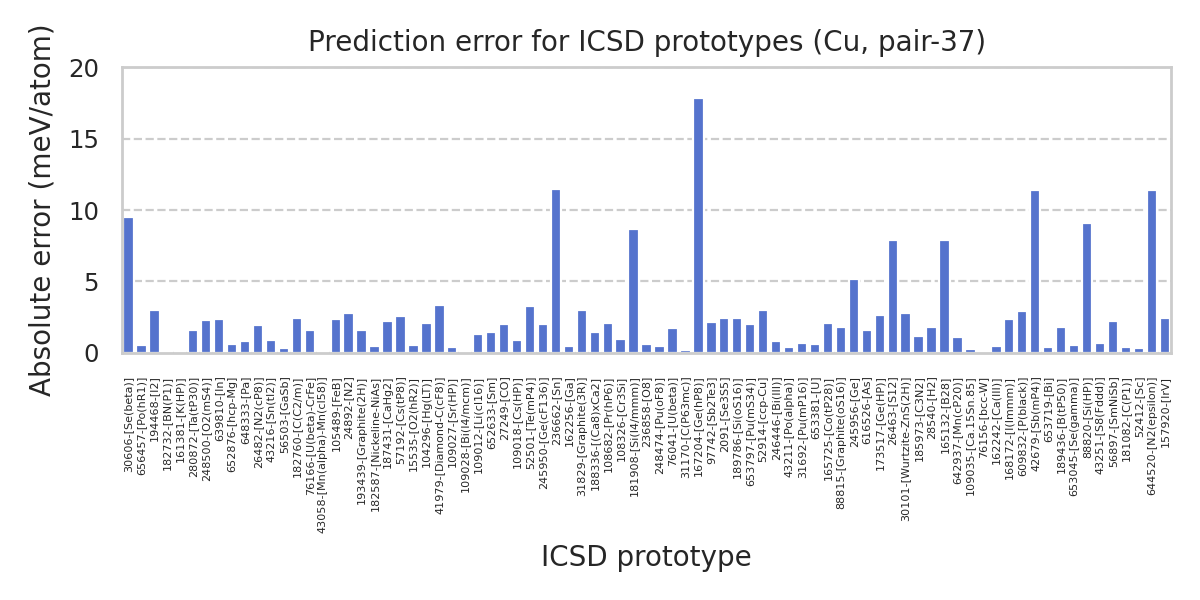 Prediction error for ICSD prototypes (Cu, pair-37)
Absolute error (meV/atom)
20
15
10
5
0
30606-[Se(beta)]
656457-[Po(hR1)]
194468-[I2]
182732-[BN(P1)]
161381-[K(HP)]
280872-[Ta(tP30)]
248500-[O2(mS4)]
639810-[In]
652876-[hcp-Mg]
648333-[Pa]
26482-[N2(cP8)]
43216-[Sn(tI2)]
56503-[GaSb]
182760-[C(C2/m)]
76166-[U(beta)-CrFe]
43058-[Mn(alpha)-Mn(cI58)]
1054899-[FeB]
24892-[N2]
193439-[Graphite(2H)]
182587-[Nickeline-NiAs]
187431-[CaHg2]
57192-[Cs(tP8)]
15535-[O2(hR2)]
104296-[Hg(LT)]
41979-[Diamond-C(cF8)]
109027-[Sr(HP)]
109028-[Bi(I4/mcm)]
109012-[Li(cI16)]
652633-[Sm]
27249-[CO]
109018-[Cs(HP)]
52501-[Te(mP4)]
245950-[Ge(cF136)]
236662-[Sn]
162256-[Ga]
31829-[Graphite(3R)]
188336-[(Ca8)xCa2]
108682-[Pr(hP6)]
108326-[Cr3Si]
181908-[Si(I4/mmm)]
236858-[O8]
248474-[Pu(oF8)]
76041-[U(beta)]
311170-[C(P63mc)]
167204-[Ge(hP8)]
97742-[Sb2Te3]
2091-[Se3S5]
189786-[Si(oS16)]
653797-[Pu(mS34)]
52914-[ccp-Cu]
246446-[Bi(III)]
43211-[Po(alpha)]
31692-[Pu(mP16)]
653381-[U]
165725-[Co(tP28)]
88815-[Graphite(oS16)]
245956-[Ge]
616526-[As]
173517-[Ge(HP)]
26463-[S12]
30101-[Wurtzite-ZnS(2H)]
185973-[C3N2]
28540-[H2]
165132-[B28]
642937-[Mn(cP20)]
109035-[Ca.15Sn.85]
76156-[bcc-W]
162242-[Ca(III)]
168172-[I(Immm)]
609832-[P(black)]
42679-[Sb(mP4)]
653719-[Bi]
189436-[B(tP50)]
653045-[Se(gamma)]
88820-[Si(HP)]
43251-[S8(Fddd)]
56897-[SmNiSb]
181082-[C(P1)]
52412-[Sc]
644520-[N2(epsilon)]
157920-[IrV]
ICSD prototype